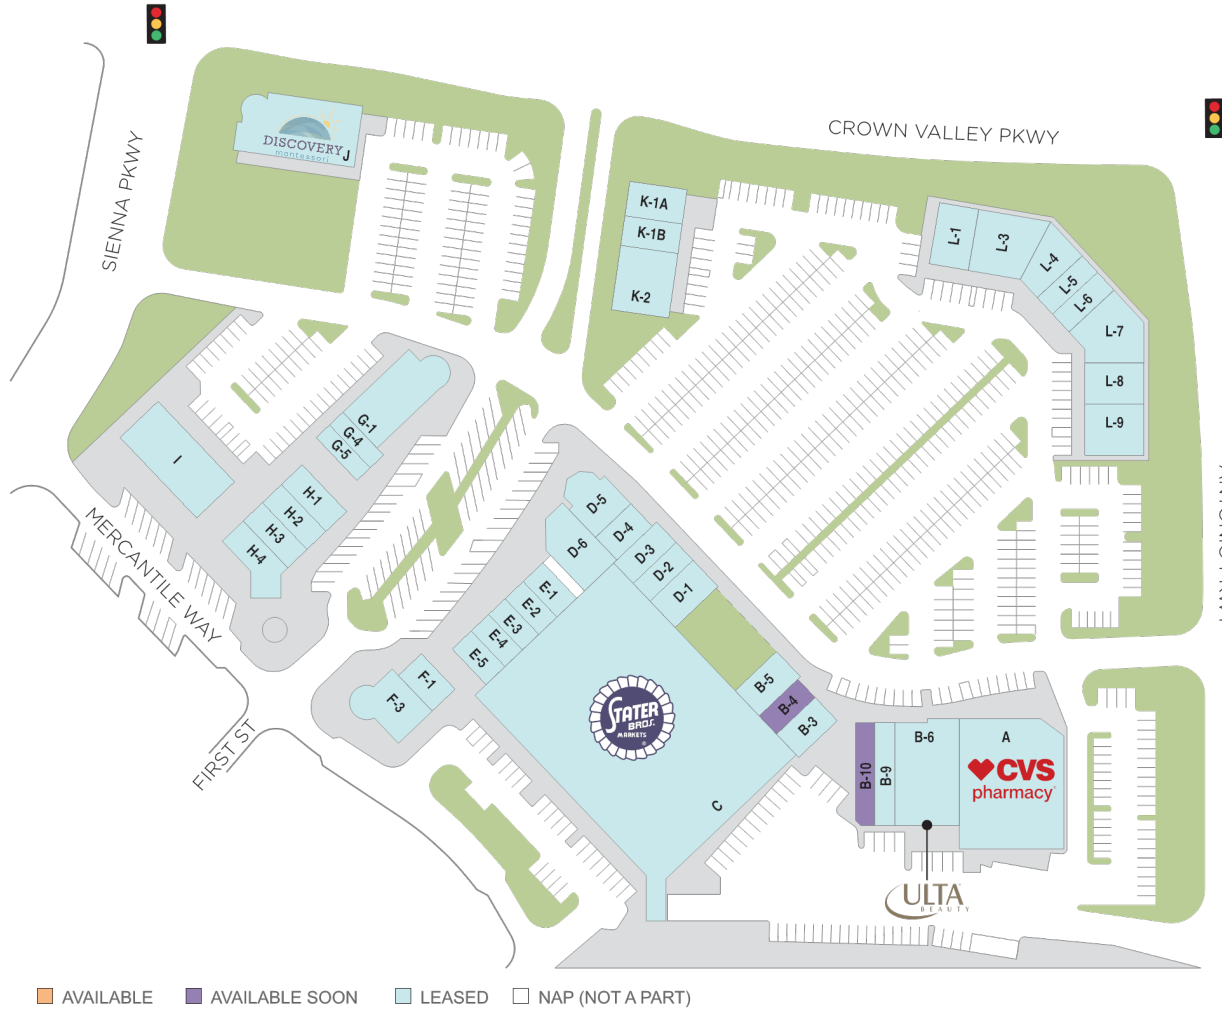 CROWN VALLEY PKWY
SIENNA PKWY
DISCOVERY
montessori
J
K-1A
K-1B
K-2
L-1
L-3
L-4
L-5
L-6
L-7
L-8
L-9
G-1
G-4
G-5
I
H-1
H-2
H-3
H-4
MERCANTILE WAY
FIRST ST
D-5
D-4
D-6
D-3
D-2
D-1
E-1
E-2
E-3
E-4
E-5
F-1
F-3
STATER
BROS.
MARKETS
C
B-5
B-4
B-3
B-10
B-9
B-6
A
CVS
pharmacy
ULTA
BEAUTY
AVAILABLE
AVAILABLE SOON
LEASED
NAP (NOT A PART)